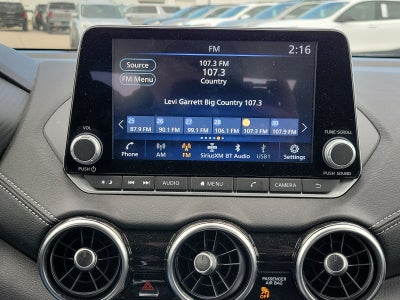 FM
2:16
Source
107.3 FM
107.3
FM Menu
Country
Levi Garrett Big Country 107.3
25 26 27 28 30
87.9 FM 90.1 FM 99.1 FM 106.1 FM 107.3 FM 107.9 FM
VOL
TUNE/SCROLL
Phone AM FM SiriusXM BT Audio USB1 Settings
PUSH
PUSH SOUND
AUDIO MENU CAMERA
PASSENGER
AIR BAG
OFF